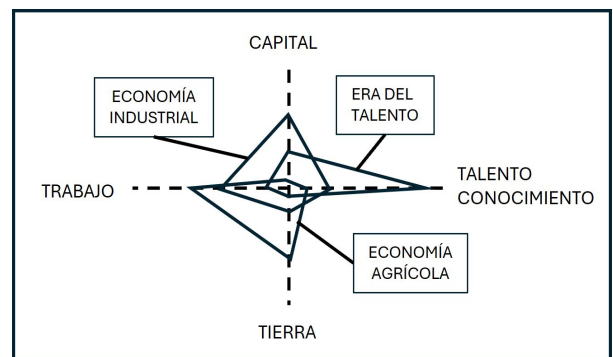 CAPITAL
ECONOMÍA
INDUSTRIAL
ERA DEL
TALENTO
TRABAJO
TALENTO
CONOCIMIENTO
ECONOMÍA
AGRÍCOLA
TIERRA